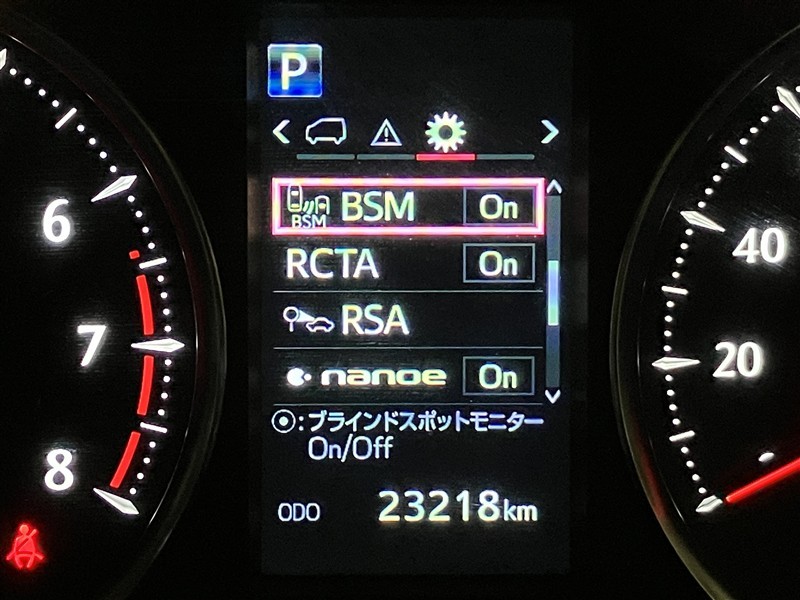 P
BSM BSM On
RCTA On
RSA
nanoe On
⦿:ブラインドスポットモニター
On/Off
ODO 23218km
6
7
8
40
20